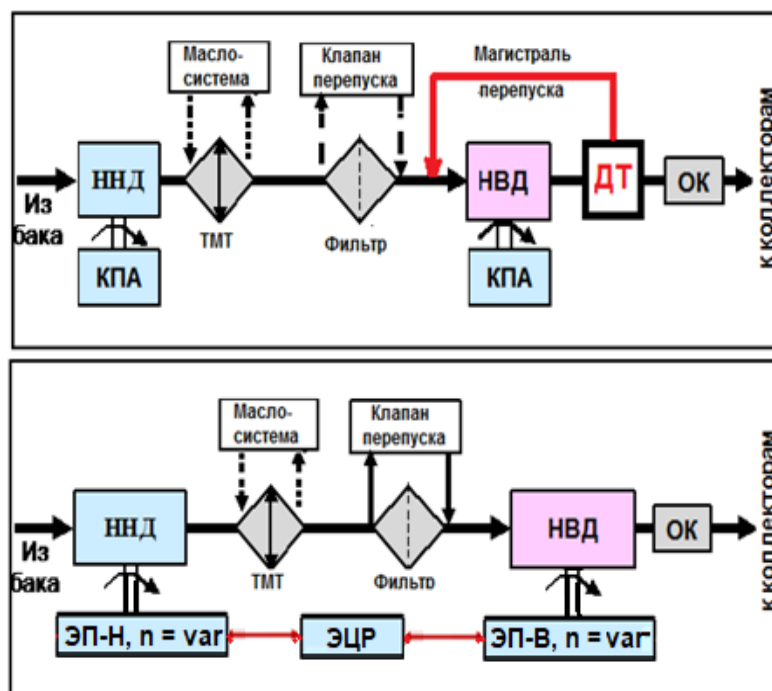 Масло-
система
Клапан
перепуска
Магистраль
перепуска
ННД
НВД
ДТ
ОК
Из
бака
ТМТ
Фильтр
КПА
КПА
к коллекторам
Масло-
система
Клапан
перепуска
ННД
НВД
ОК
Из
бака
ТМТ
Фильтр
ЭП-Н, n = var
ЭЦР
ЭП-В, n = var
к коллекторам